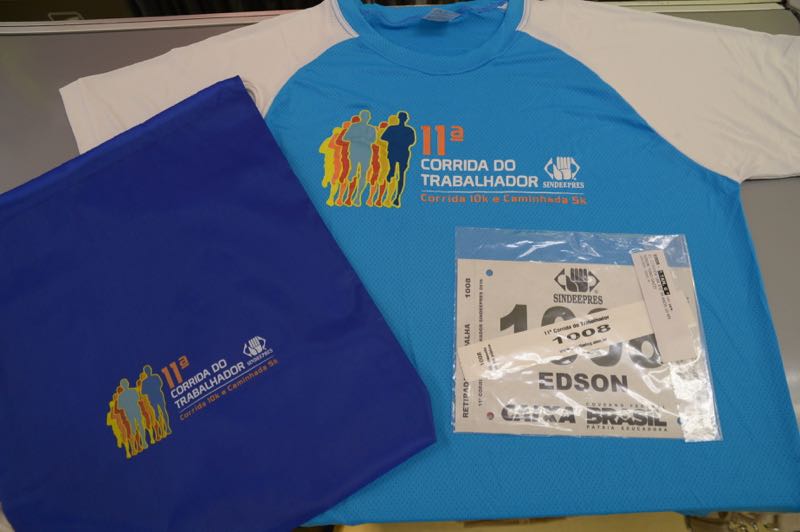 11ª
CORRIDA DO
TRABALHADOR
SINDEEPRES
Corrida 10k e Caminhada 5k
11ª
CORRIDA DO
TRABALHADOR
SINDEEPRES
Corrida 10k e Caminhada 5k
SINDEEPRES
11ª Corrida do Trabalhador
1008
1008
EDSON
CAIXA
BRASIL
PÁTRIA EDUCADORA
1008